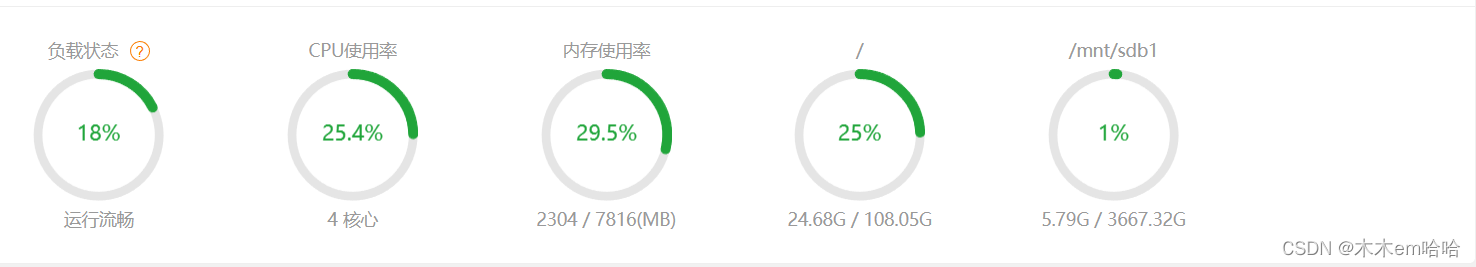 负载状态 ?
CPU使用率
内存使用率
/
/mnt/sdb1
18%
25.4%
29.5%
25%
1%
运行流畅
4 核心
2304 / 7816(MB)
24.68G / 108.05G
5.79G / 3667.32G
CSDN @木木em哈哈